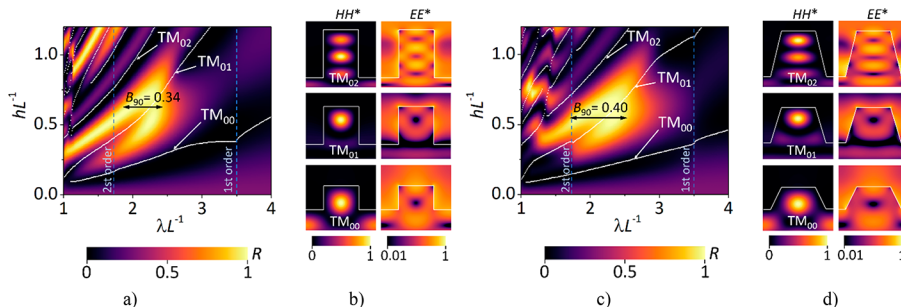 TM02
TM01
B90= 0.34
TM00
2nd order
1st order
hL-1
1.0
0.5
0.0
1
2
3
4
λL-1
R
0
0.5
1
a)
HH*
EE*
TM02
TM01
TM00
0
1
0.01
1
b)
TM02
TM01
B90= 0.40
TM00
2nd order
1st order
hL-1
1.0
0.5
0.0
1
2
3
4
λL-1
R
0
0.5
1
c)
HH*
EE*
TM02
TM01
TM00
0
1
0.01
1
d)